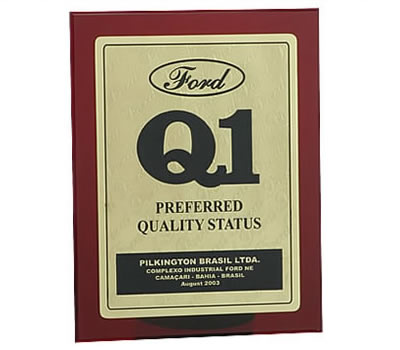 Ford
Q1
PREFERRED
QUALITY STATUS
PILKINGTON BRASIL LTDA.
COMPLEXO INDUSTRIAL FORD NE
CAMAÇARI - BAHIA - BRASIL
August 2003